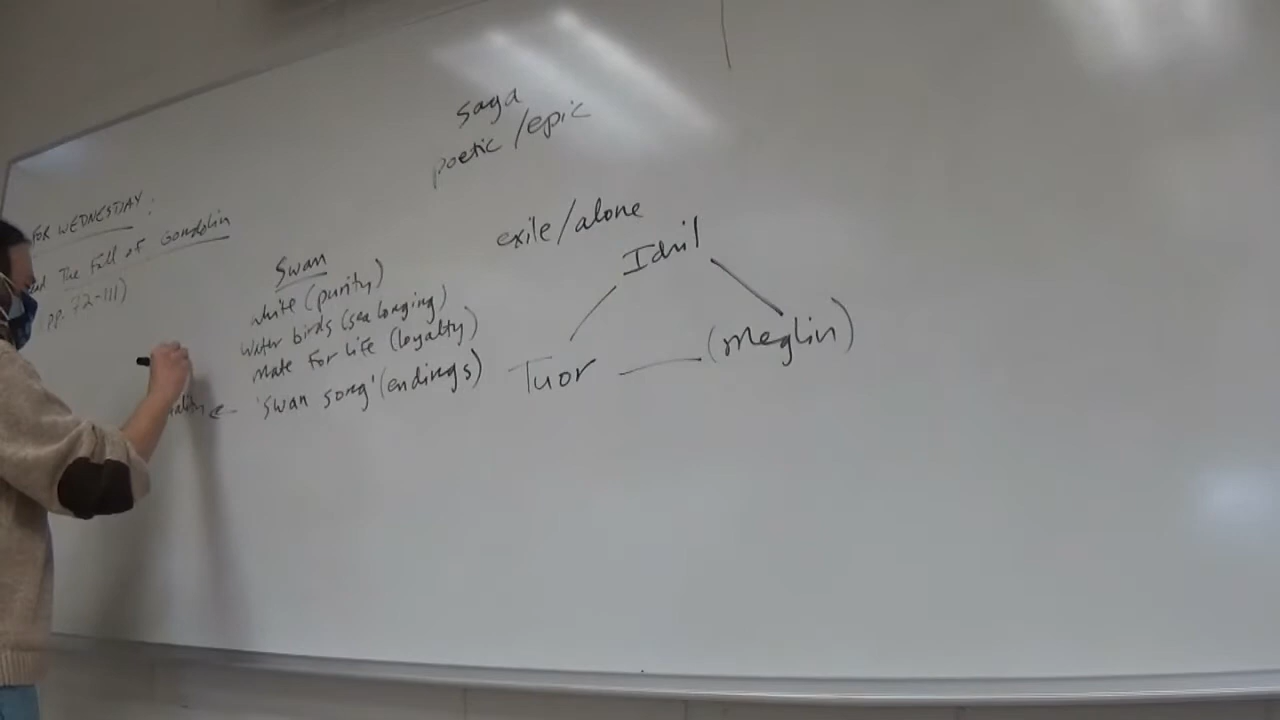 saga
poetic/epic
FOR WEDNESDAY:
The Fall of Gondolin
pp. 72-111)
Swan
white (purity)
water birds (sea longing)
mate for life (loyalty)
'swan song' (endings)
exile/alone
Idril
Tuor
(Meglin)